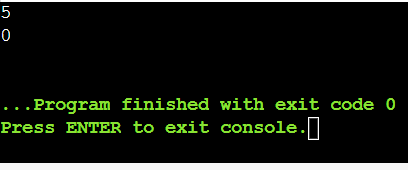 5
0
...Program finished with exit code 0
Press ENTER to exit console.